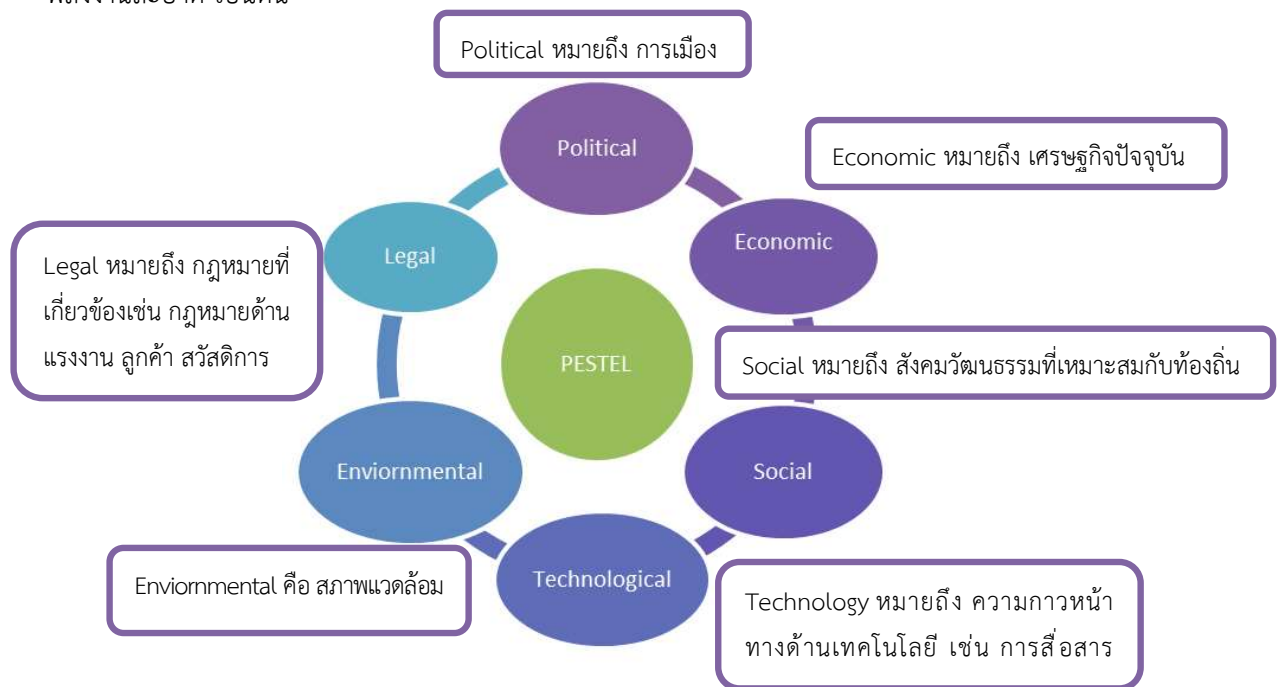 Political หมายถึง การเมือง
Political
Economic หมายถึง เศรษฐกิจปัจจุบัน
Economic
Legal
Legal หมายถึง กฎหมายที่
เกี่ยวข้องเช่น กฎหมายด้าน
แรงงาน ลูกค้า สวัสดิการ
PESTEL
Social หมายถึง สังคมวัฒนธรรมที่เหมาะสมกับท้องถิ่น
Enviornmental
Social
Enviornmental คือ สภาพแวดล้อม
Technological
Technology หมายถึง ความกาวหน้า
ทางด้านเทคโนโลยี เช่น การสื่อสาร